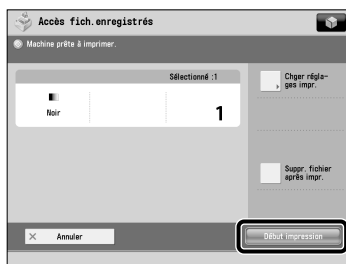 Accès fich.enregistrés
Machine prête à imprimer.
Sélectionné :1
Noir
1
Chger régla-
ges impr.
Suppr. fichier
après impr.
Annuler
Début impression